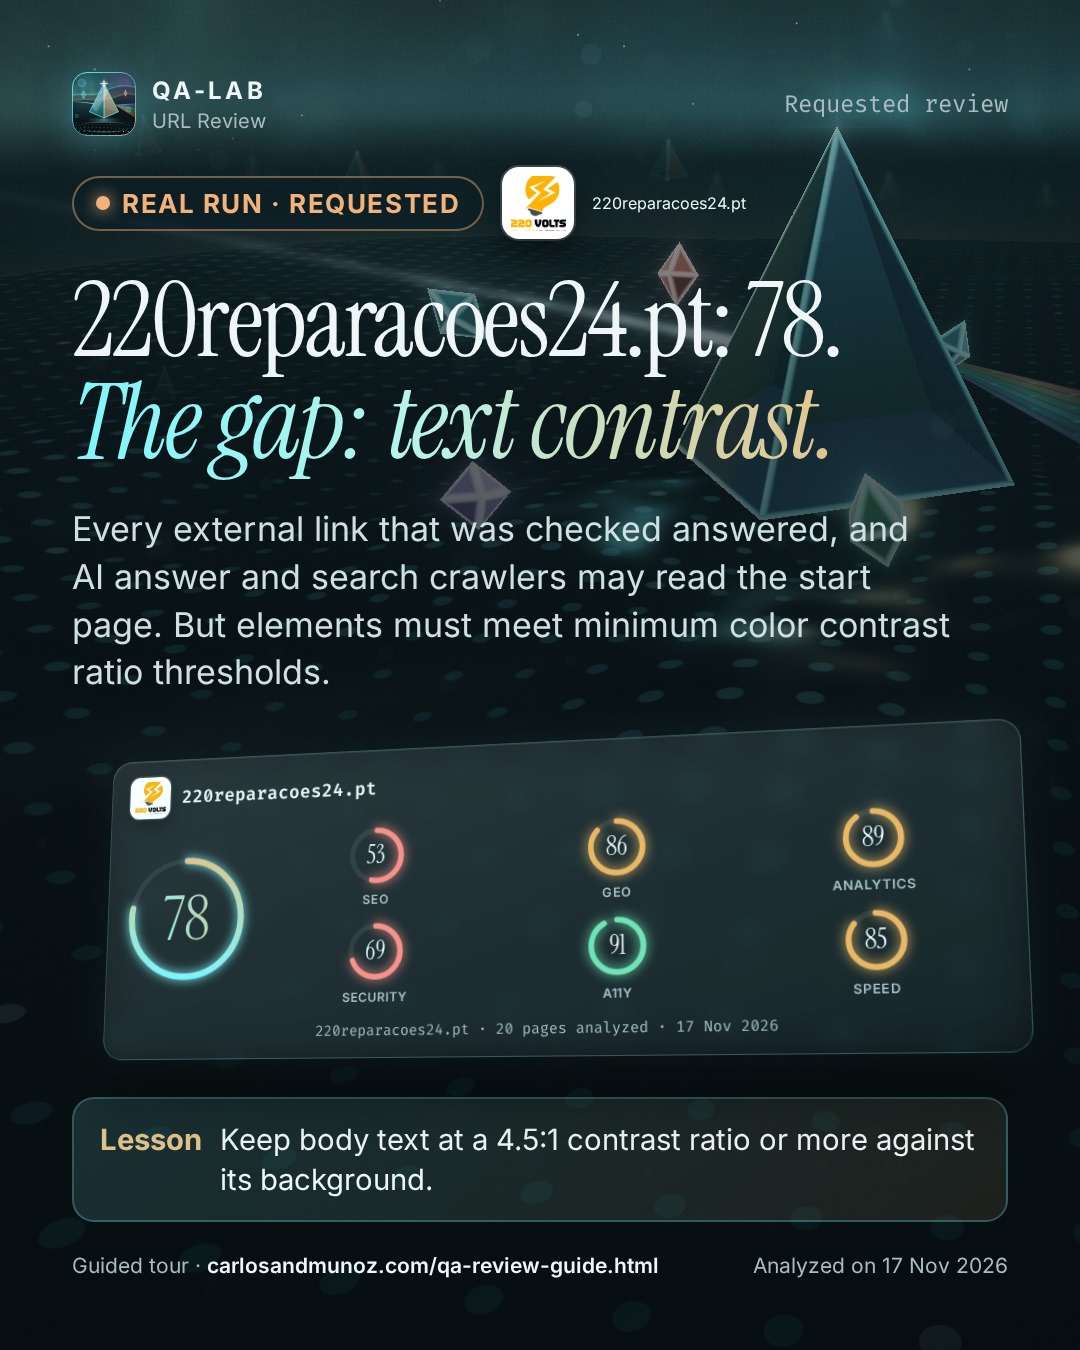 QA-LAB
URL Review
Requested review
REAL RUN · REQUESTED
220 VOLTS
220reparacoes24.pt
220reparacoes24.pt: 78.
The gap: text contrast.
Every external link that was checked answered, and
AI answer and search crawlers may read the start
page. But elements must meet minimum color contrast
ratio thresholds.
220 VOLTS
220reparacoes24.pt
78
53
SEO
86
GEO
89
ANALYTICS
69
SECURITY
91
A11Y
85
SPEED
220reparacoes24.pt · 20 pages analyzed · 17 Nov 2026
Lesson Keep body text at a 4.5:1 contrast ratio or more against
its background.
Guided tour · carlosandmunoz.com/qa-review-guide.html
Analyzed on 17 Nov 2026